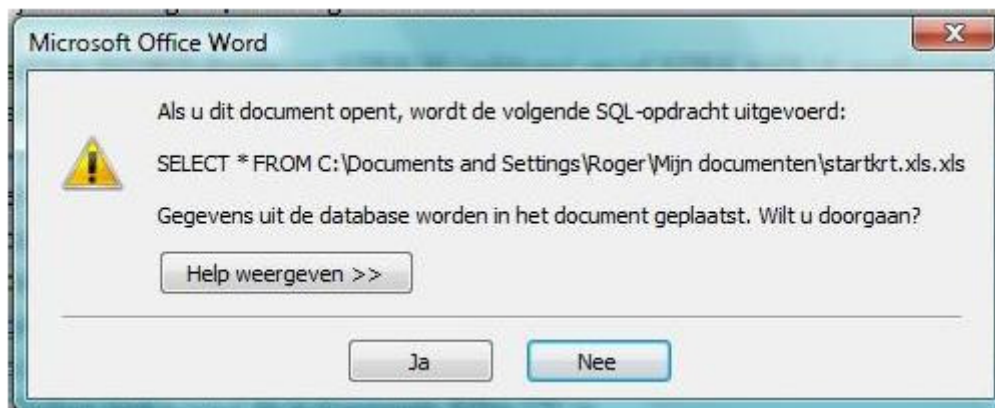 Microsoft Office Word
Als u dit document opent, wordt de volgende SQL-opdracht uitgevoerd:
SELECT * FROM C:\Documents and Settings\Roger\Mijn documenten\startkrt.xls.xls
Gegevens uit de database worden in het document geplaatst. Wilt u doorgaan?
Help weergeven >>
Ja
Nee